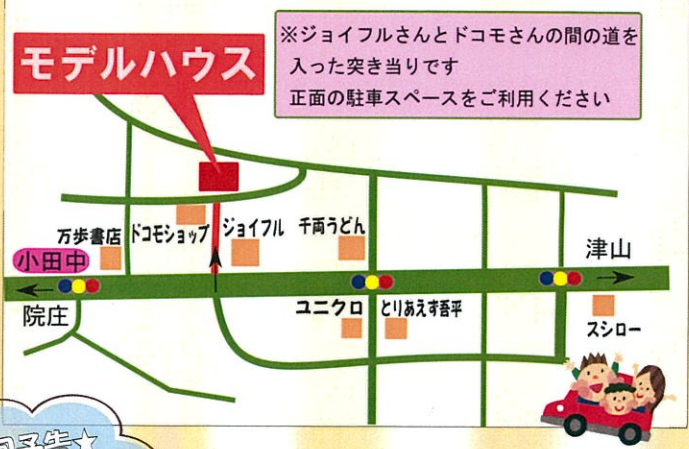 モデルハウス
※ジョイフルさんとドコモさんの間の道を
入った突き当りです
正面の駐車スペースをご利用ください
万歩書店
ドコモショップ
ジョイフル
千両うどん
小田中
津山
院庄
ユニクロ
とりあえず吾平
スシロー
予告★